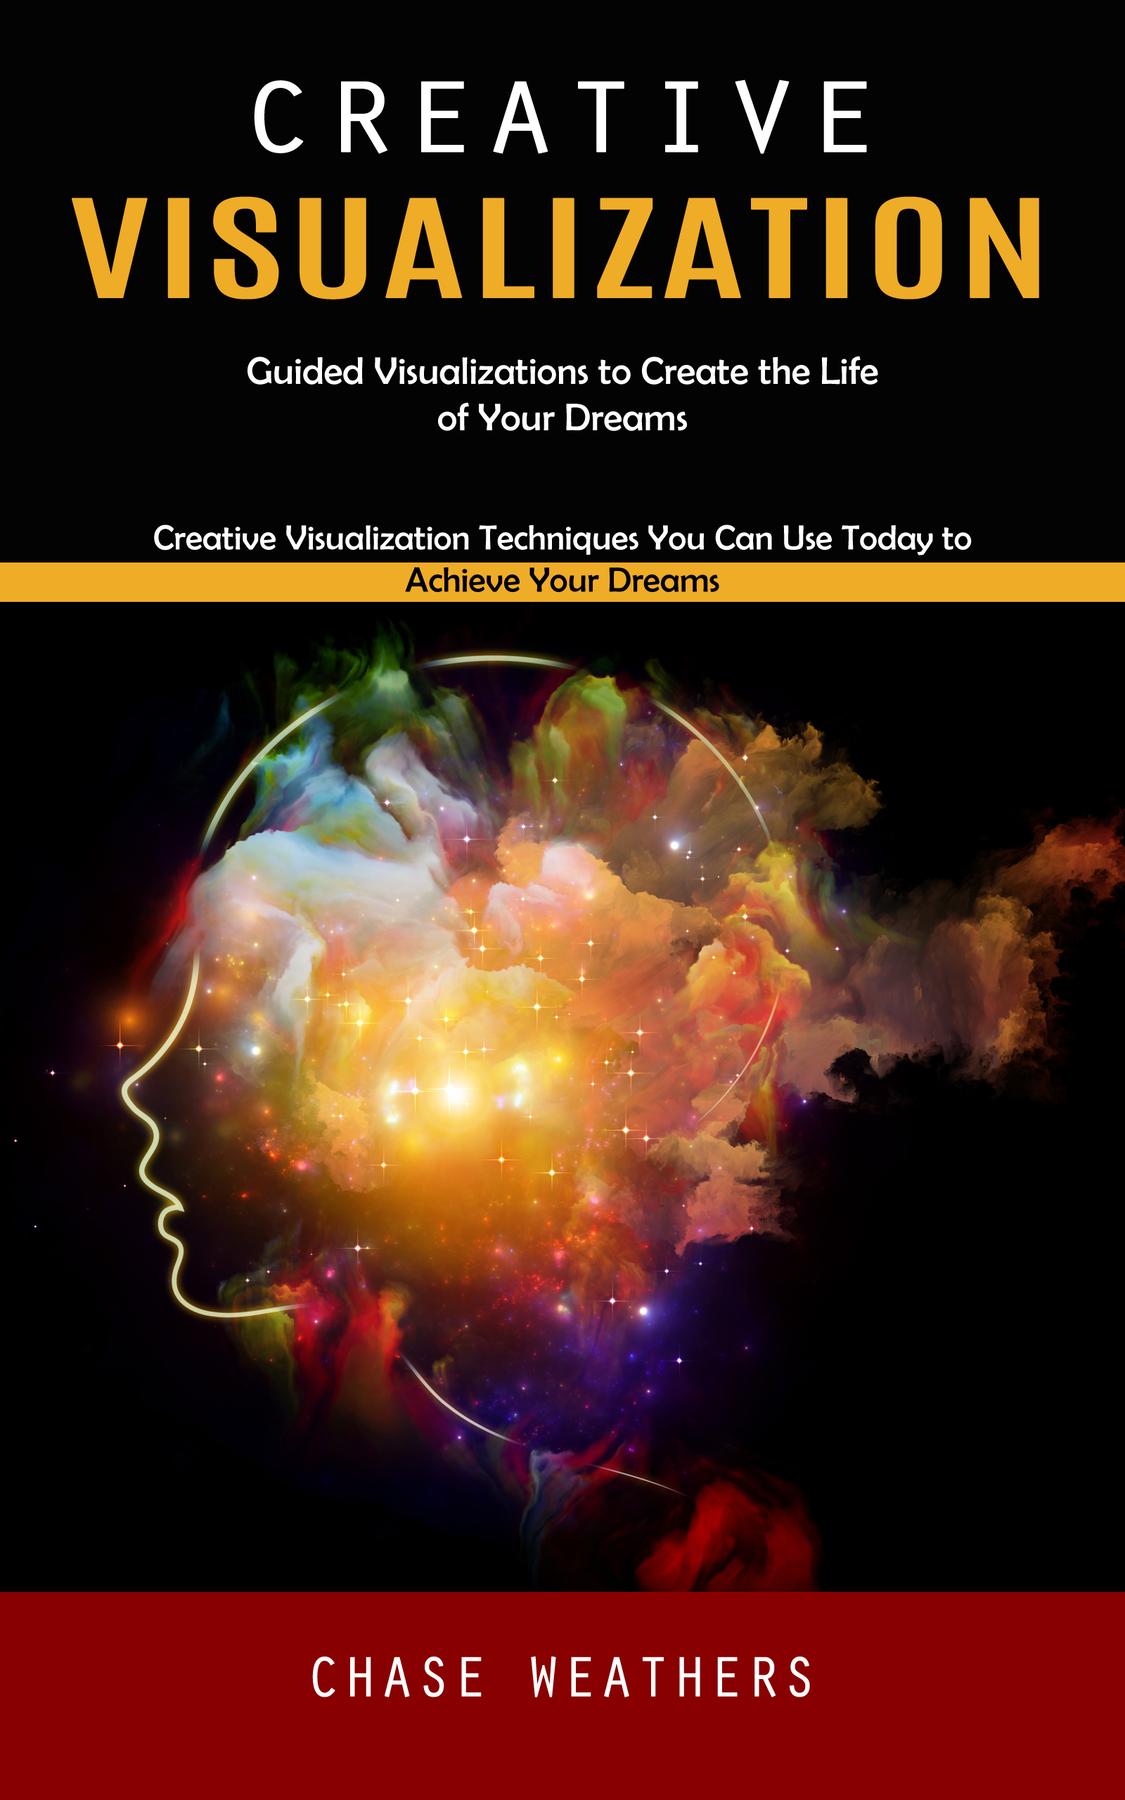 CREATIVE
VISUALIZATION
Guided Visualizations to Create the Life
of Your Dreams
Creative Visualization Techniques You Can Use Today to
Achieve Your Dreams
CHASE WEATHERS